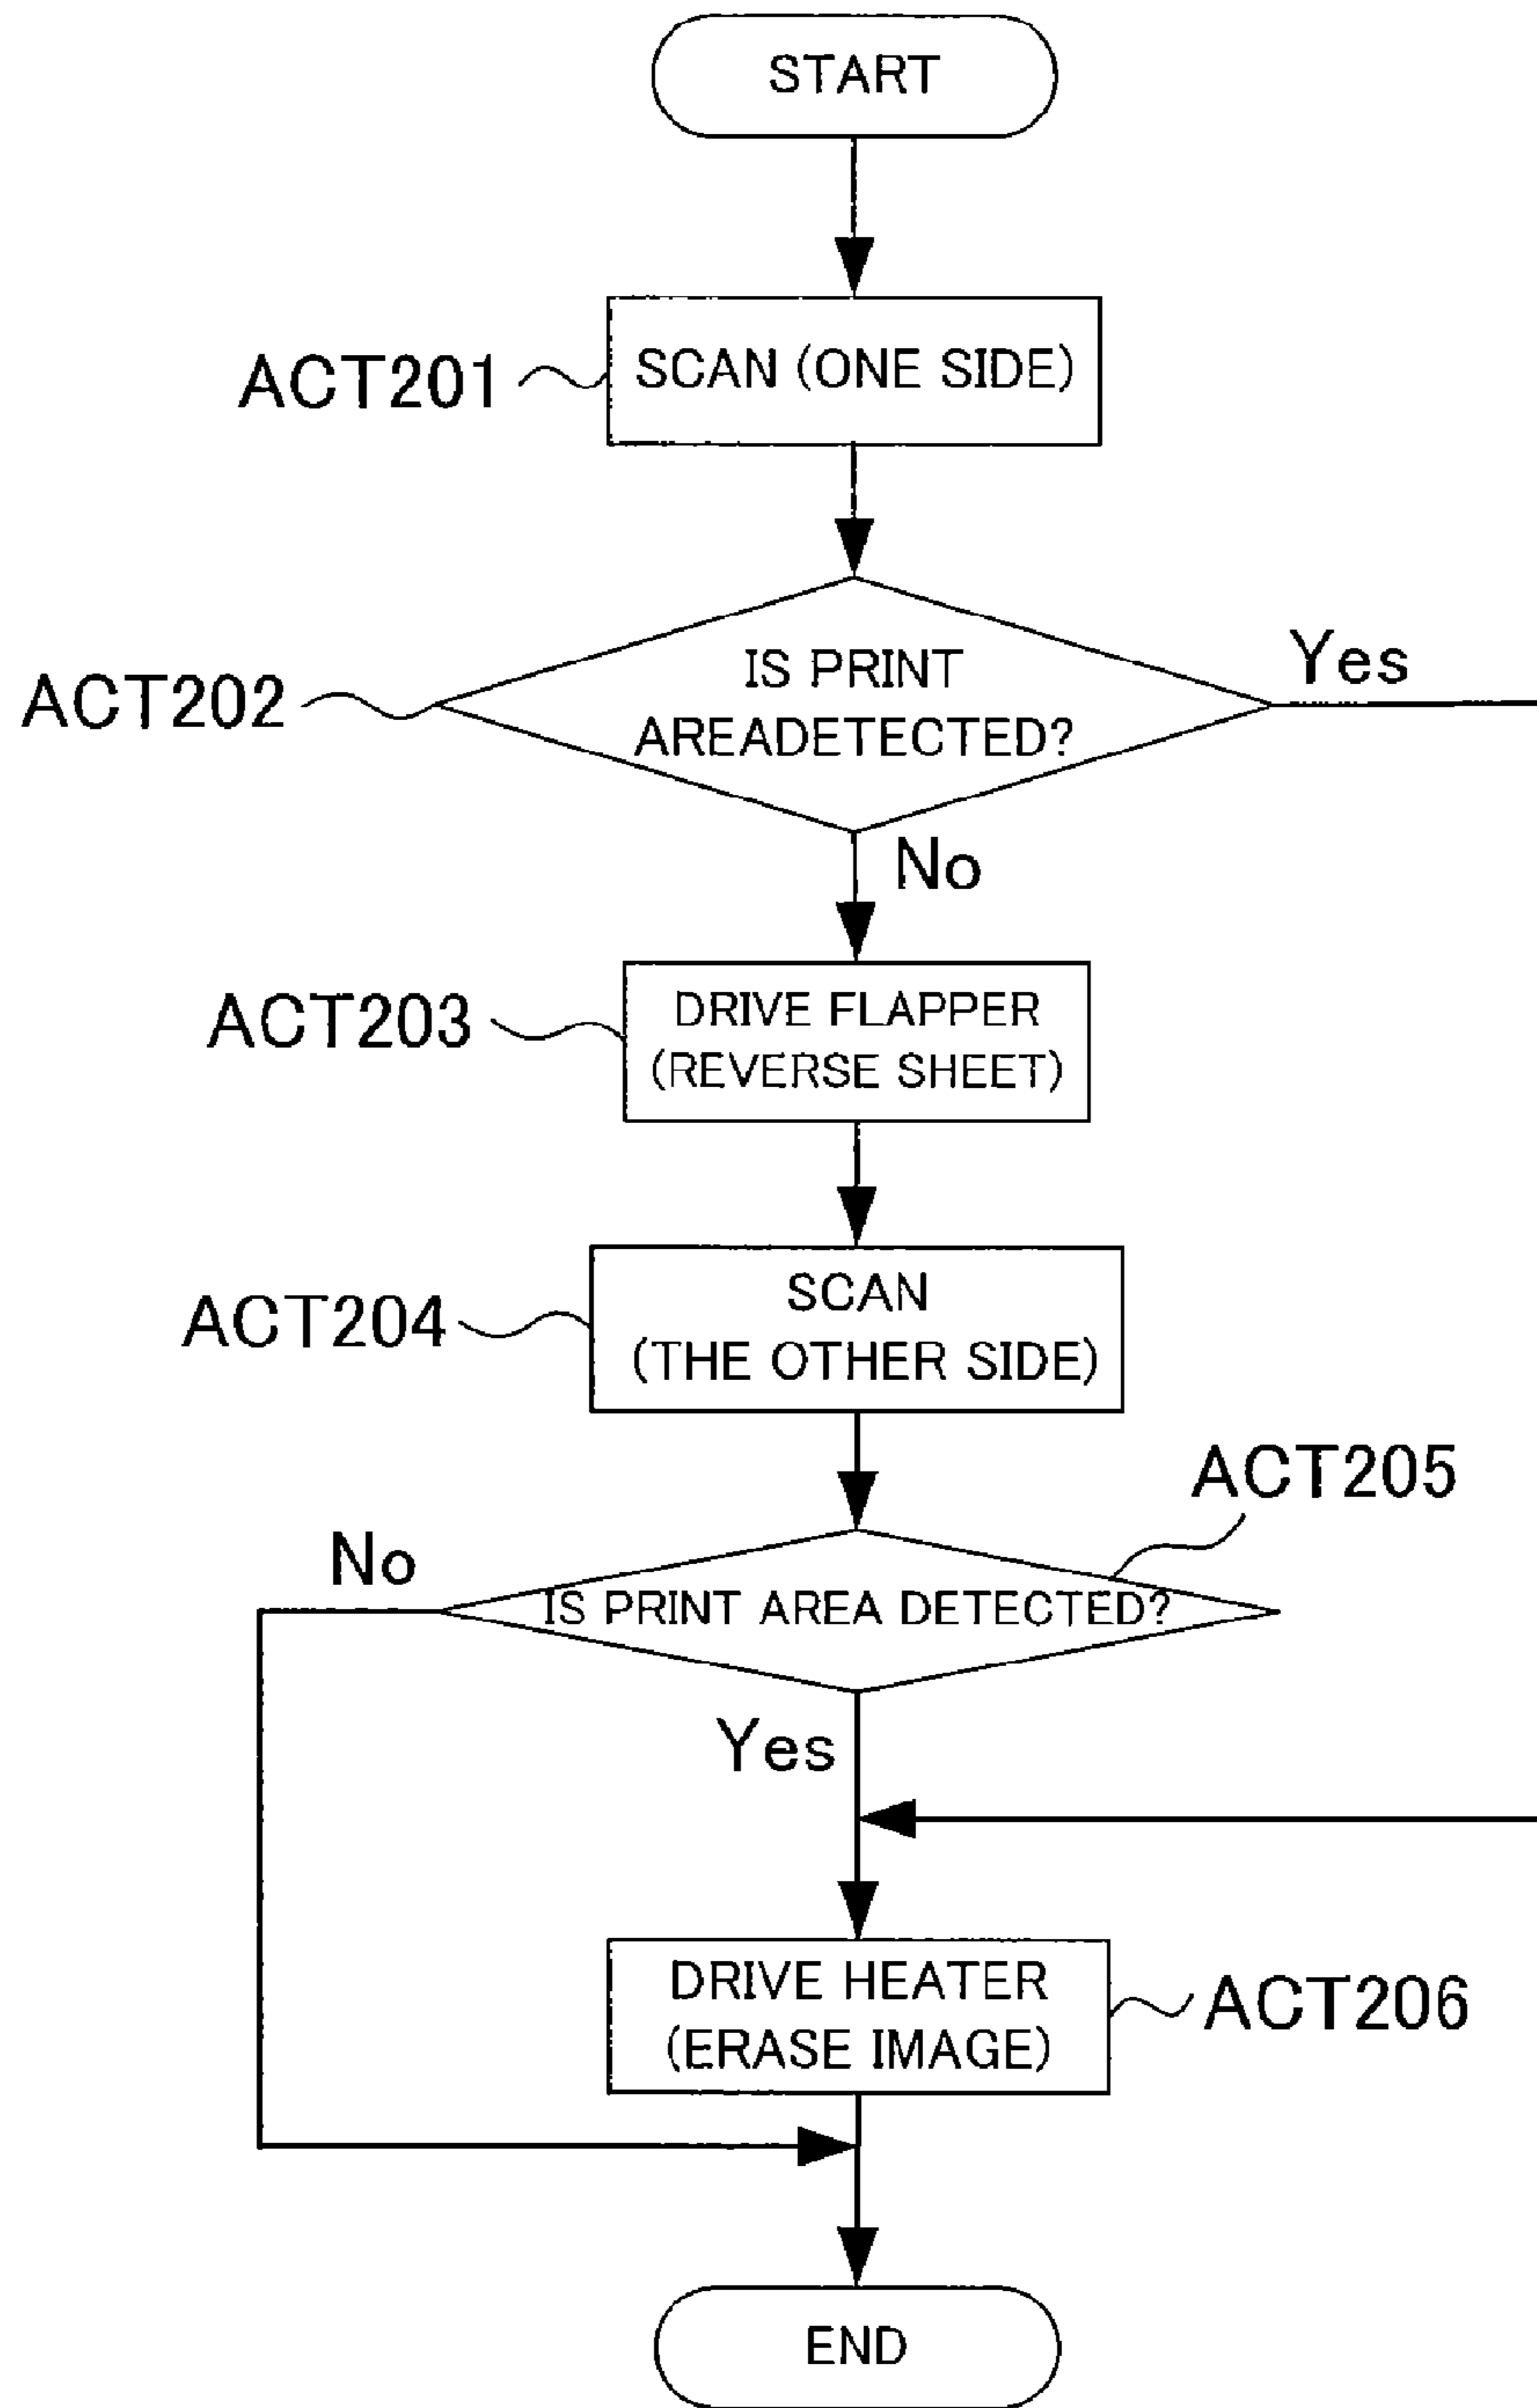 START
ACT201
SCAN (ONE SIDE)
ACT202
IS PRINT
AREADETECTED?
Yes
No
ACT203
DRIVE FLAPPER
(REVERSE SHEET)
ACT204
SCAN
(THE OTHER SIDE)
ACT205
No
IS PRINT AREA DETECTED?
Yes
DRIVE HEATER
(ERASE IMAGE)
ACT206
END